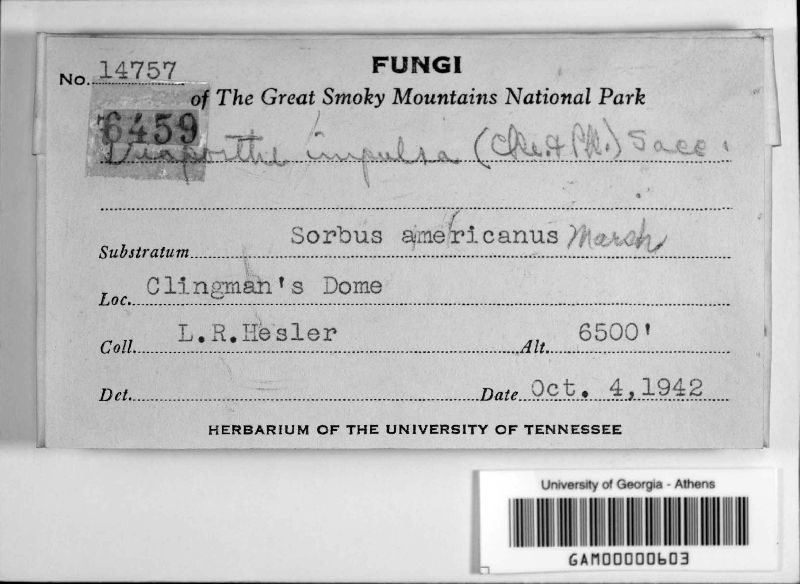 FUNGI
No. 14757
of The Great Smoky Mountains National Park
6459
Diaporthe impulsa (Cke. & Pk.) Sacc.
Substratum Sorbus americanus Marsh
Loc. Clingman's Dome
Coll. L.R.Hesler Alt. 6500'
Det. Date Oct. 4,1942
HERBARIUM OF THE UNIVERSITY OF TENNESSEE
University of Georgia - Athens
GAM00000603